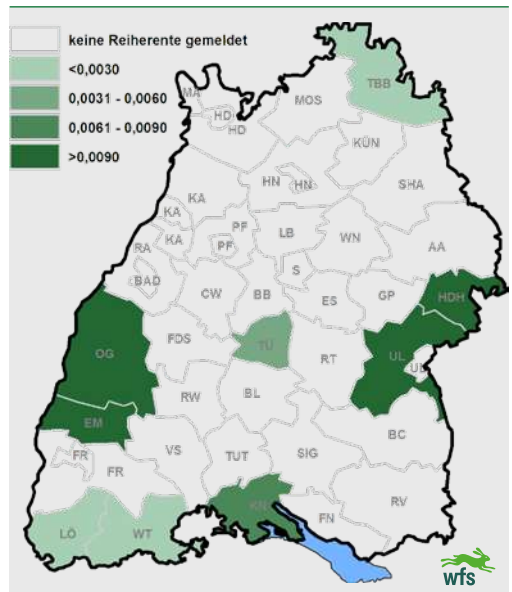 keine Reiherente gemeldet
<0,0030
0,0031 - 0,0060
0,0061 - 0,0090
>0,0090
TBB
MA
MOS
HD
HD
KÜN
HN
HN
SHA
KA
KA
KA
PF
PF
LB
WN
AA
RA
BAD
S
CW
BB
ES
GP
HDH
OG
FDS
TÜ
RT
UL
UL
RW
BL
EM
BC
FR
FR
VS
TUT
SIG
KN
FN
RV
LÖ
WT
wfs